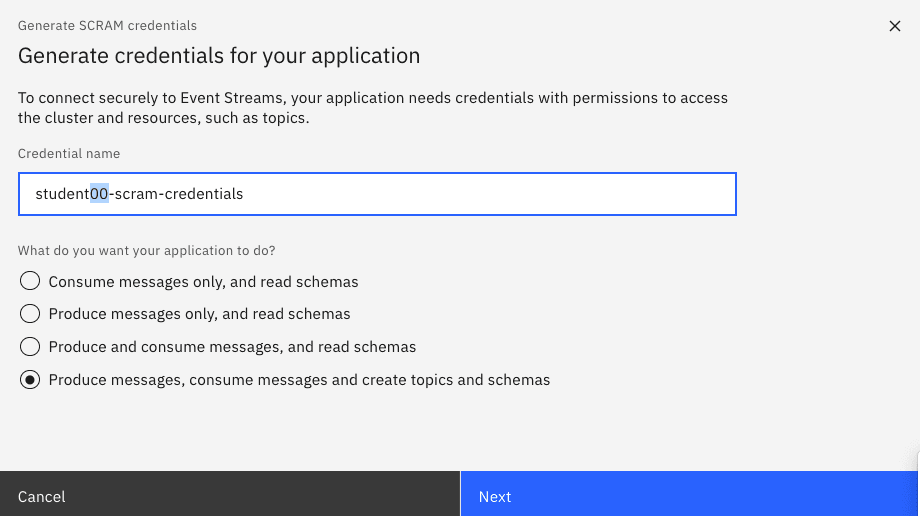 Generate SCRAM credentials
Generate credentials for your application
To connect securely to Event Streams, your application needs credentials with permissions to access
the cluster and resources, such as topics.
Credential name
student00-scram-credentials
What do you want your application to do?
Consume messages only, and read schemas
Produce messages only, and read schemas
Produce and consume messages, and read schemas
Produce messages, consume messages and create topics and schemas
Cancel
Next